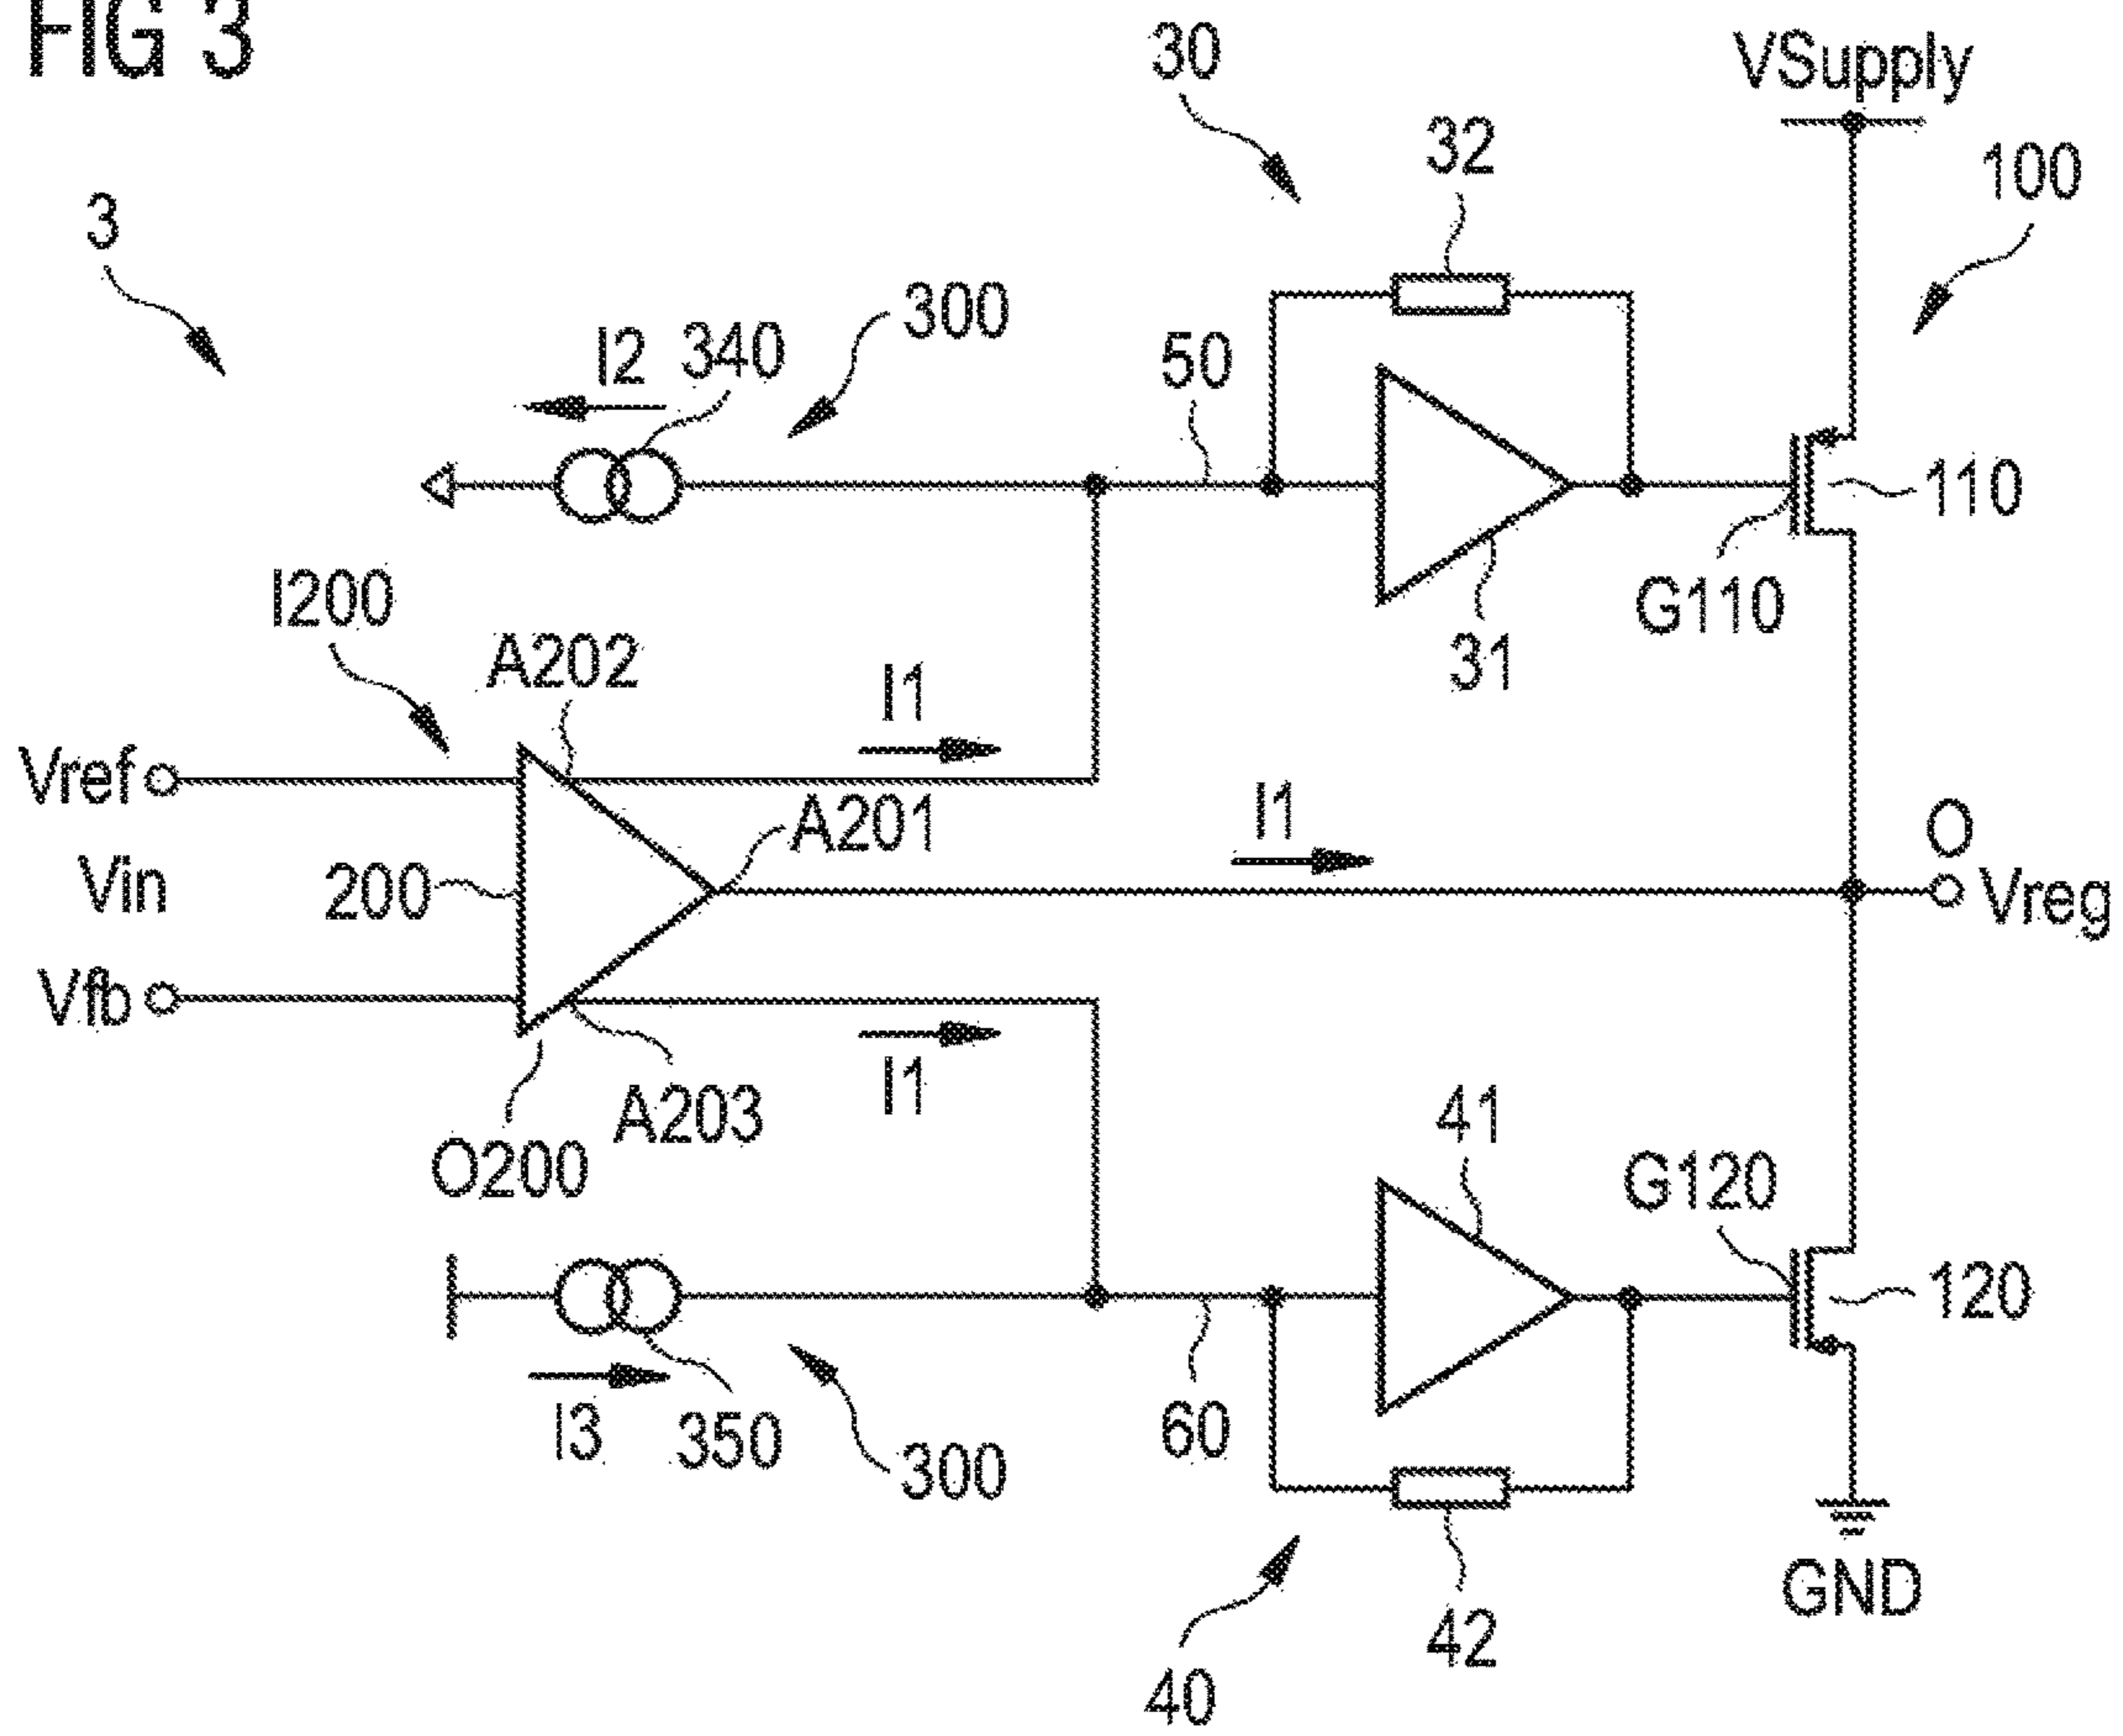 FIG 3
30
VSupply
32
100
3
300
I2
340
50
110
I200
G110
A202
31
I1
Vref
A201
I1
O
Vin
200
Vreg
Vfb
I1
A203
41
O200
G120
120
I3
350
60
300
GND
42
40